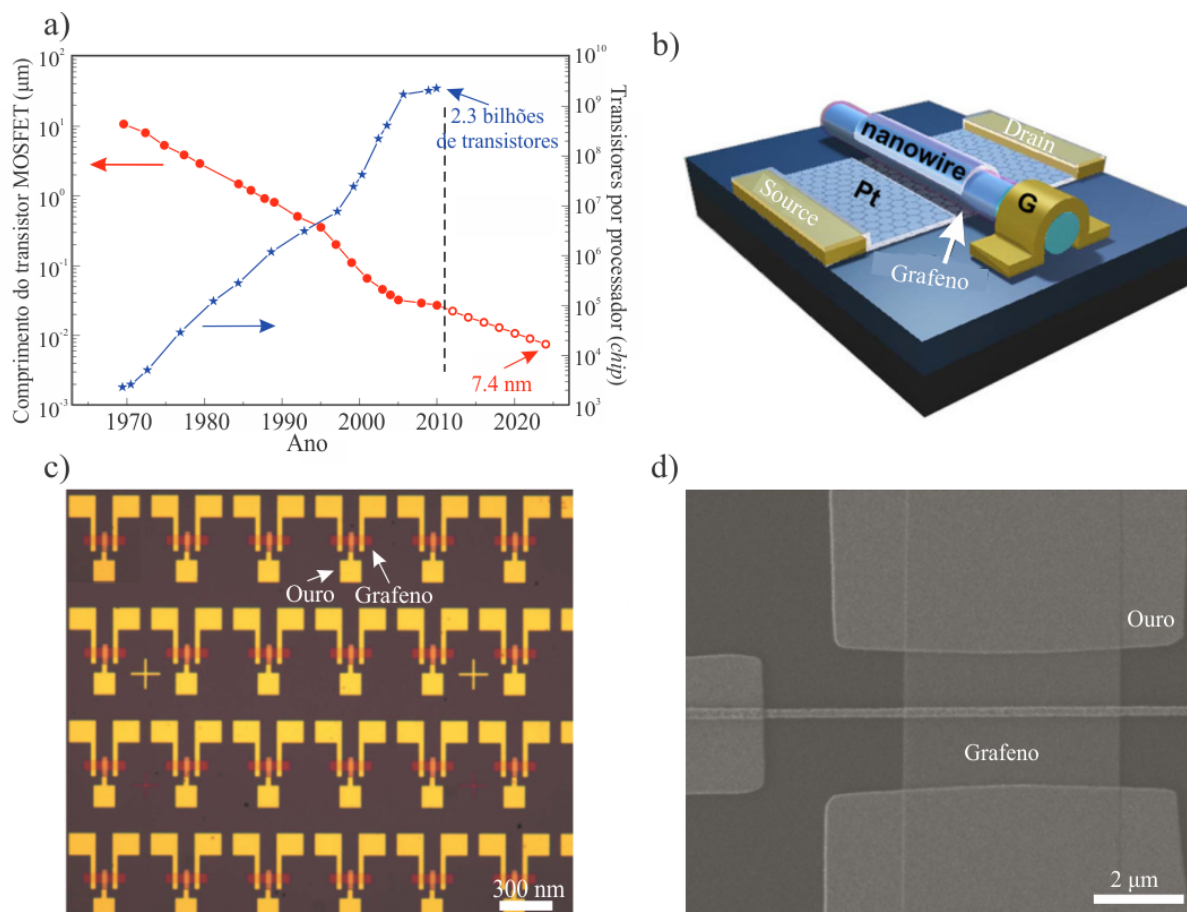 a)
Comprimento do transistor MOSFET (μm)
10²
10¹
10⁰
10⁻¹
10⁻²
10⁻³
1970 1980 1990 2000 2010 2020
Ano
10¹⁰
10⁹
10⁸
10⁷
10⁶
10⁵
10⁴
10³
Transistores por processador (chip)
2.3 bilhões
de transistores
7.4 nm
b)
nanowire
Drain
Pt
Source
G
Grafeno
c)
Ouro
Grafeno
300 nm
d)
Ouro
Grafeno
2 μm